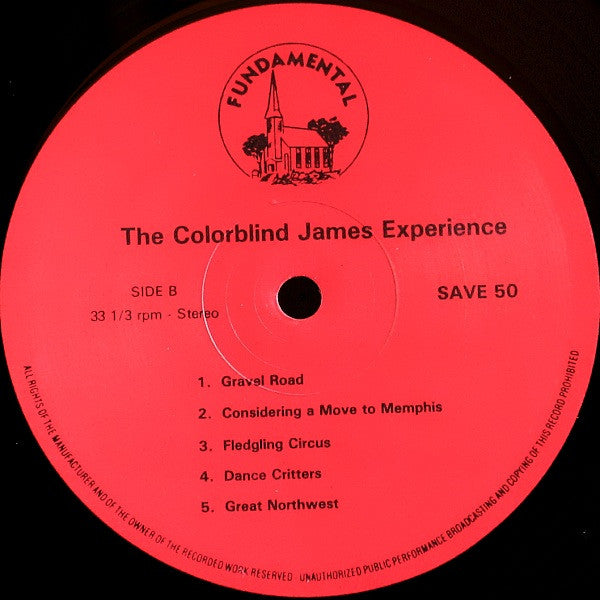 FUNDAMENTAL
The Colorblind James Experience
SIDE B
33 1/3 rpm - Stereo
SAVE 50
1. Gravel Road
2. Considering a Move to Memphis
3. Fledgling Circus
4. Dance Critters
5. Great Northwest
ALL RIGHTS OF THE MANUFACTURER AND OF THE OWNER OF THE RECORDED WORK RESERVED - UNAUTHORIZED PUBLIC PERFORMANCE BROADCASTING AND COPYING OF THIS RECORD PROHIBITED